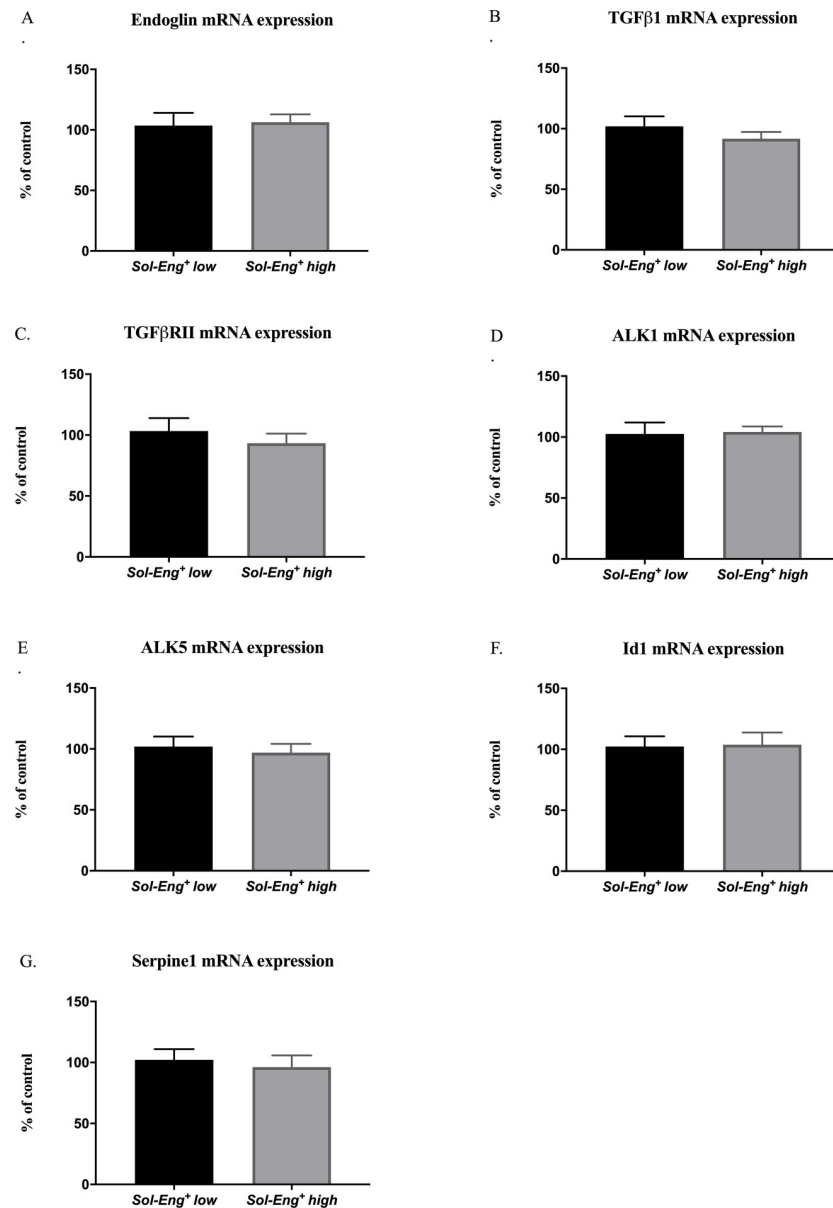 A
.
Endoglin mRNA expression
150
100
50
0
% of control
Sol-Eng⁺ low Sol-Eng⁺ high
B
.
TGFβ1 mRNA expression
150
100
50
0
% of control
Sol-Eng⁺ low Sol-Eng⁺ high
C.
TGFβRII mRNA expression
150
100
50
0
% of control
Sol-Eng⁺ low Sol-Eng⁺ high
D
.
ALK1 mRNA expression
150
100
50
0
% of control
Sol-Eng⁺ low Sol-Eng⁺ high
E
.
ALK5 mRNA expression
150
100
50
0
% of control
Sol-Eng⁺ low Sol-Eng⁺ high
F.
Id1 mRNA expression
150
100
50
0
% of control
Sol-Eng⁺ low Sol-Eng⁺ high
G.
Serpine1 mRNA expression
150
100
50
0
% of control
Sol-Eng⁺ low Sol-Eng⁺ high